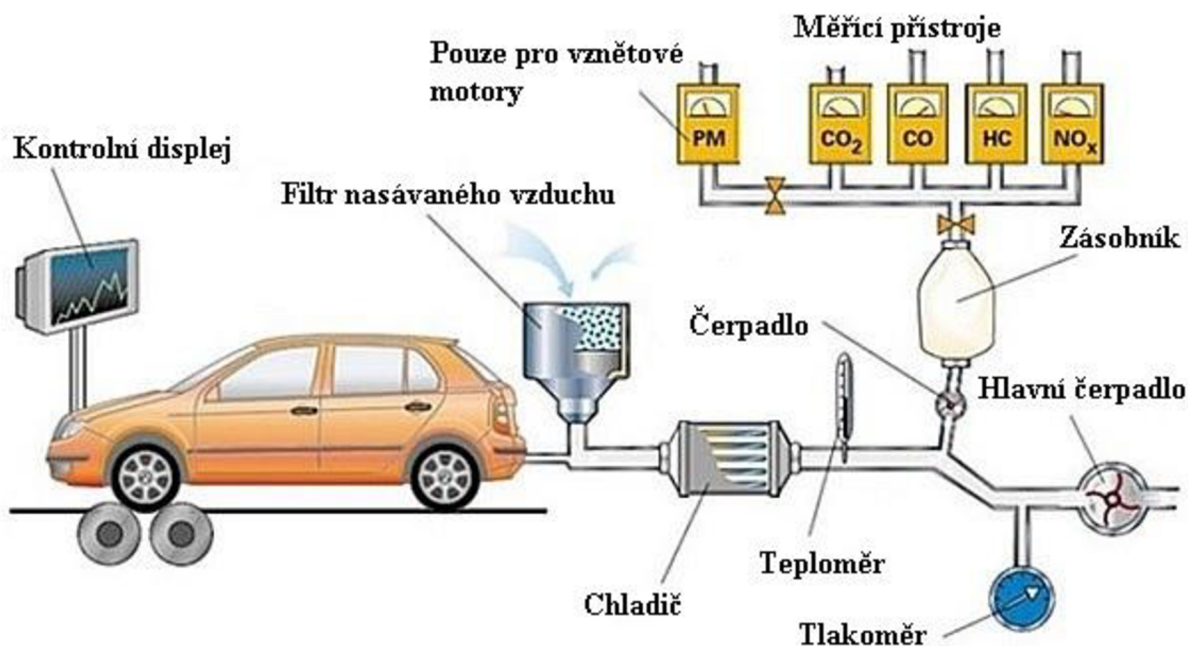 Měřící přístroje
Pouze pro vznětové
motory
PM
CO₂
CO
HC
NOₓ
Kontrolní displej
Filtr nasávaného vzduchu
Zásobník
Čerpadlo
Hlavní čerpadlo
Teploměr
Chladič
Tlakoměr